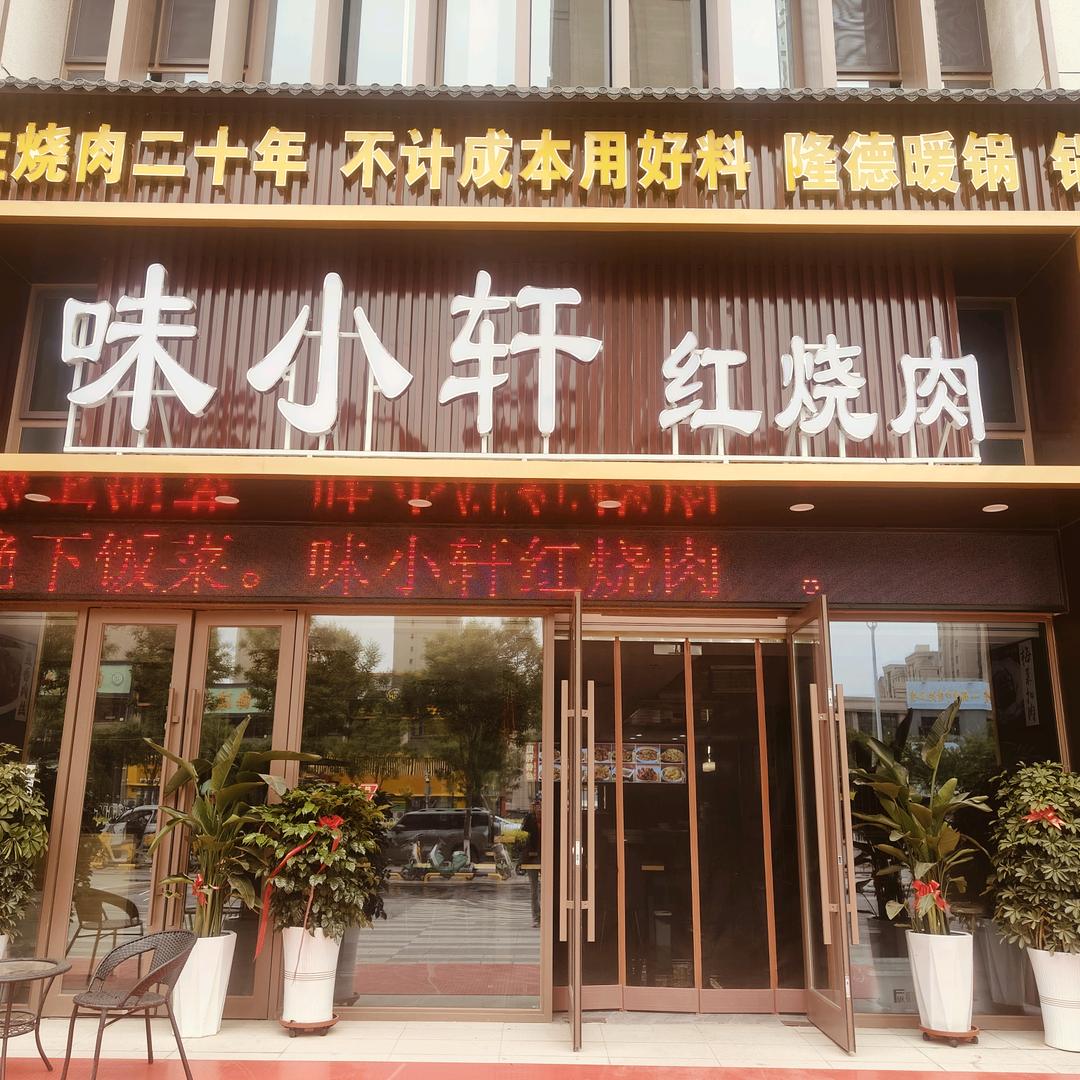 烧肉二十年 不计成本用好料 隆德暖锅
味小轩 红烧肉
下饭菜。味小轩红烧肉